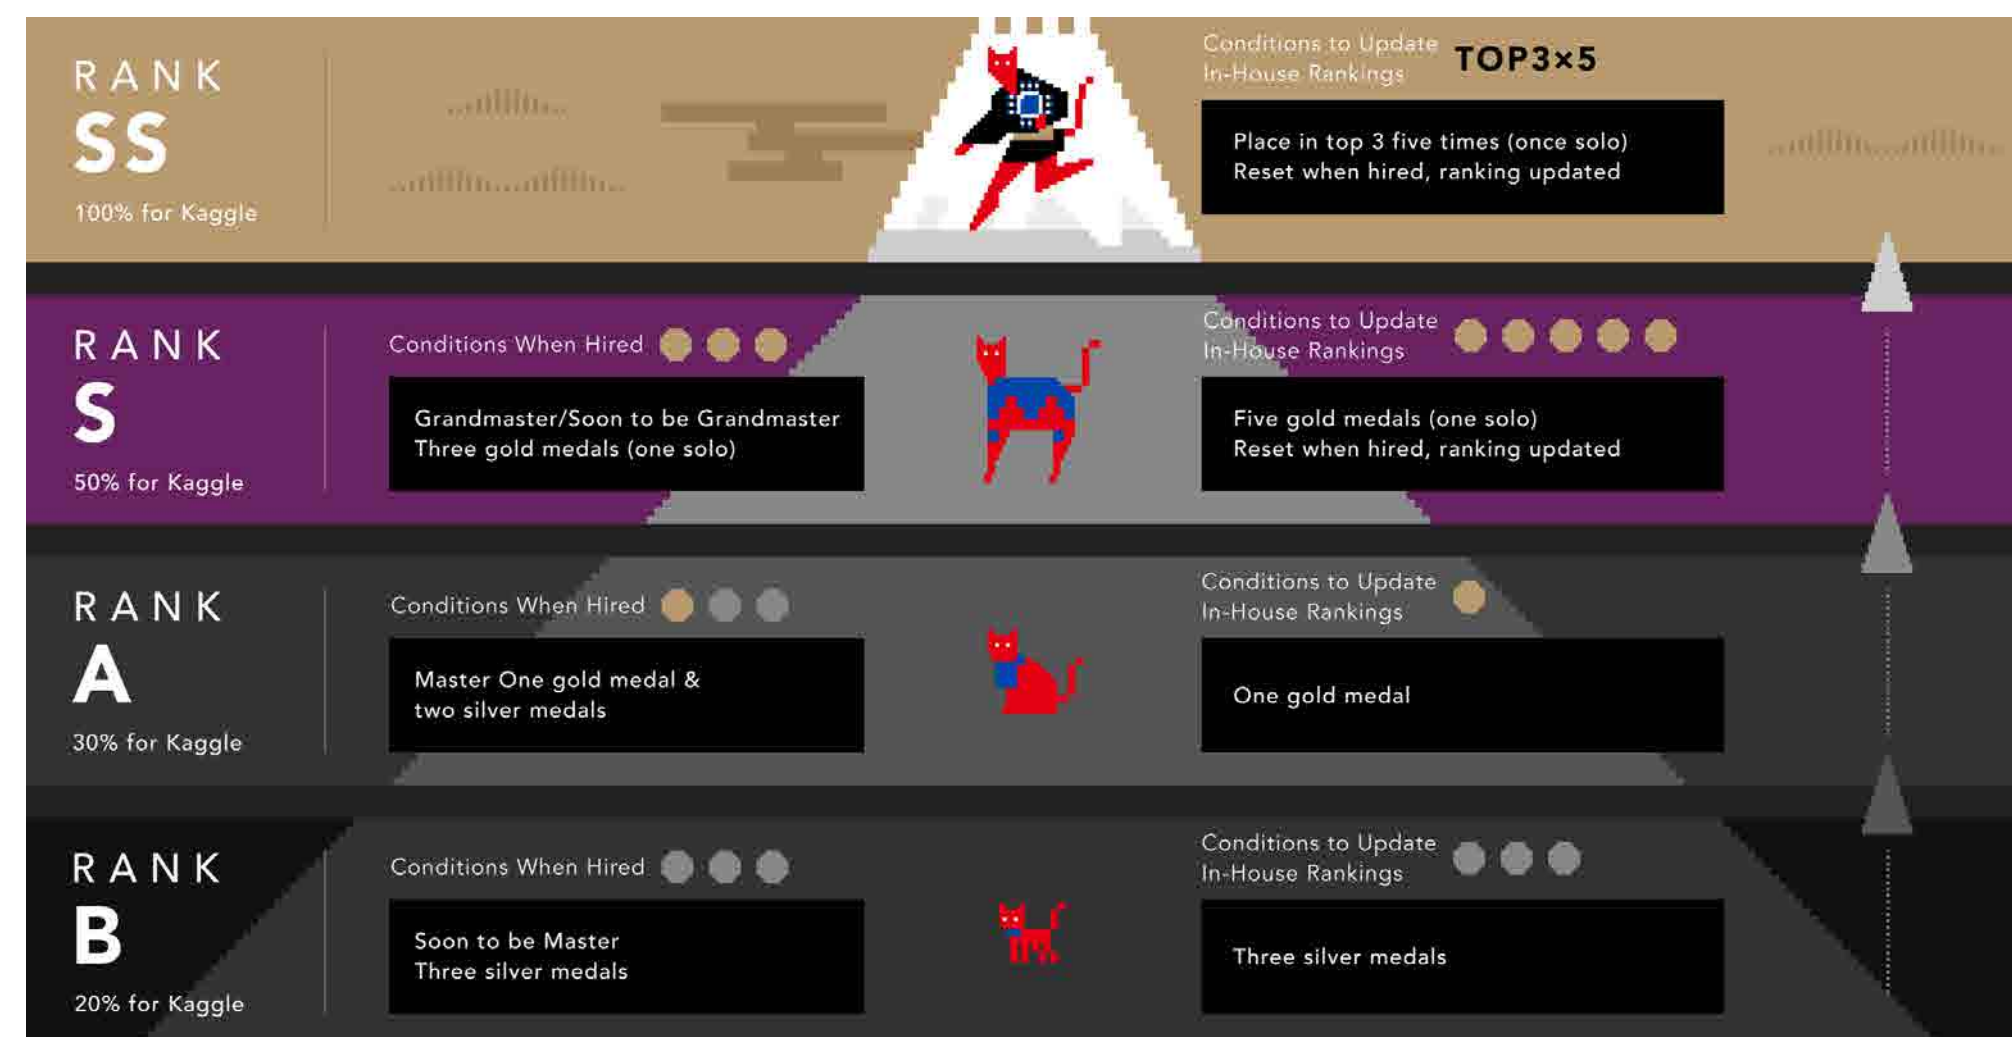 RANK
SS
100% for Kaggle
Conditions to Update
In-House Rankings
TOP3×5
Place in top 3 five times (once solo)
Reset when hired, ranking updated
RANK
S
50% for Kaggle
Conditions When Hired
Grandmaster/Soon to be Grandmaster
Three gold medals (one solo)
Conditions to Update
In-House Rankings
Five gold medals (one solo)
Reset when hired, ranking updated
RANK
A
30% for Kaggle
Conditions When Hired
Master One gold medal &
two silver medals
Conditions to Update
In-House Rankings
One gold medal
RANK
B
20% for Kaggle
Conditions When Hired
Soon to be Master
Three silver medals
Conditions to Update
In-House Rankings
Three silver medals